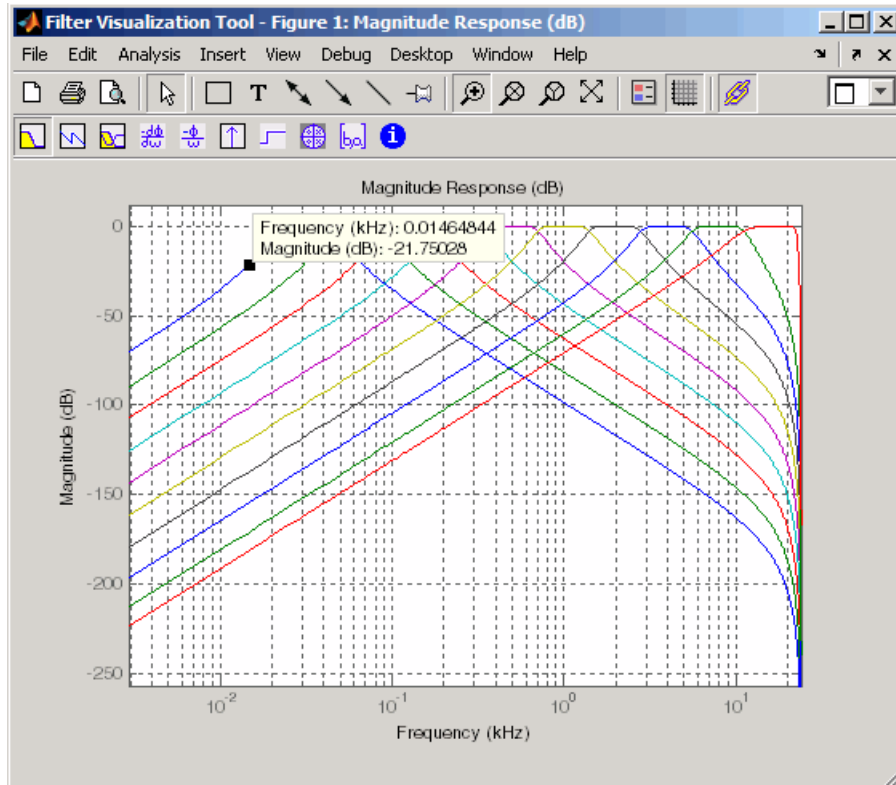 Filter Visualization Tool - Figure 1: Magnitude Response (dB)
File Edit Analysis Insert View Debug Desktop Window Help
T
Magnitude Response (dB)
Frequency (kHz): 0.01464844
Magnitude (dB): -21.75028
0
-50
-100
-150
-200
-250
Magnitude (dB)
10^-2 10^-1 10^0 10^1
Frequency (kHz)